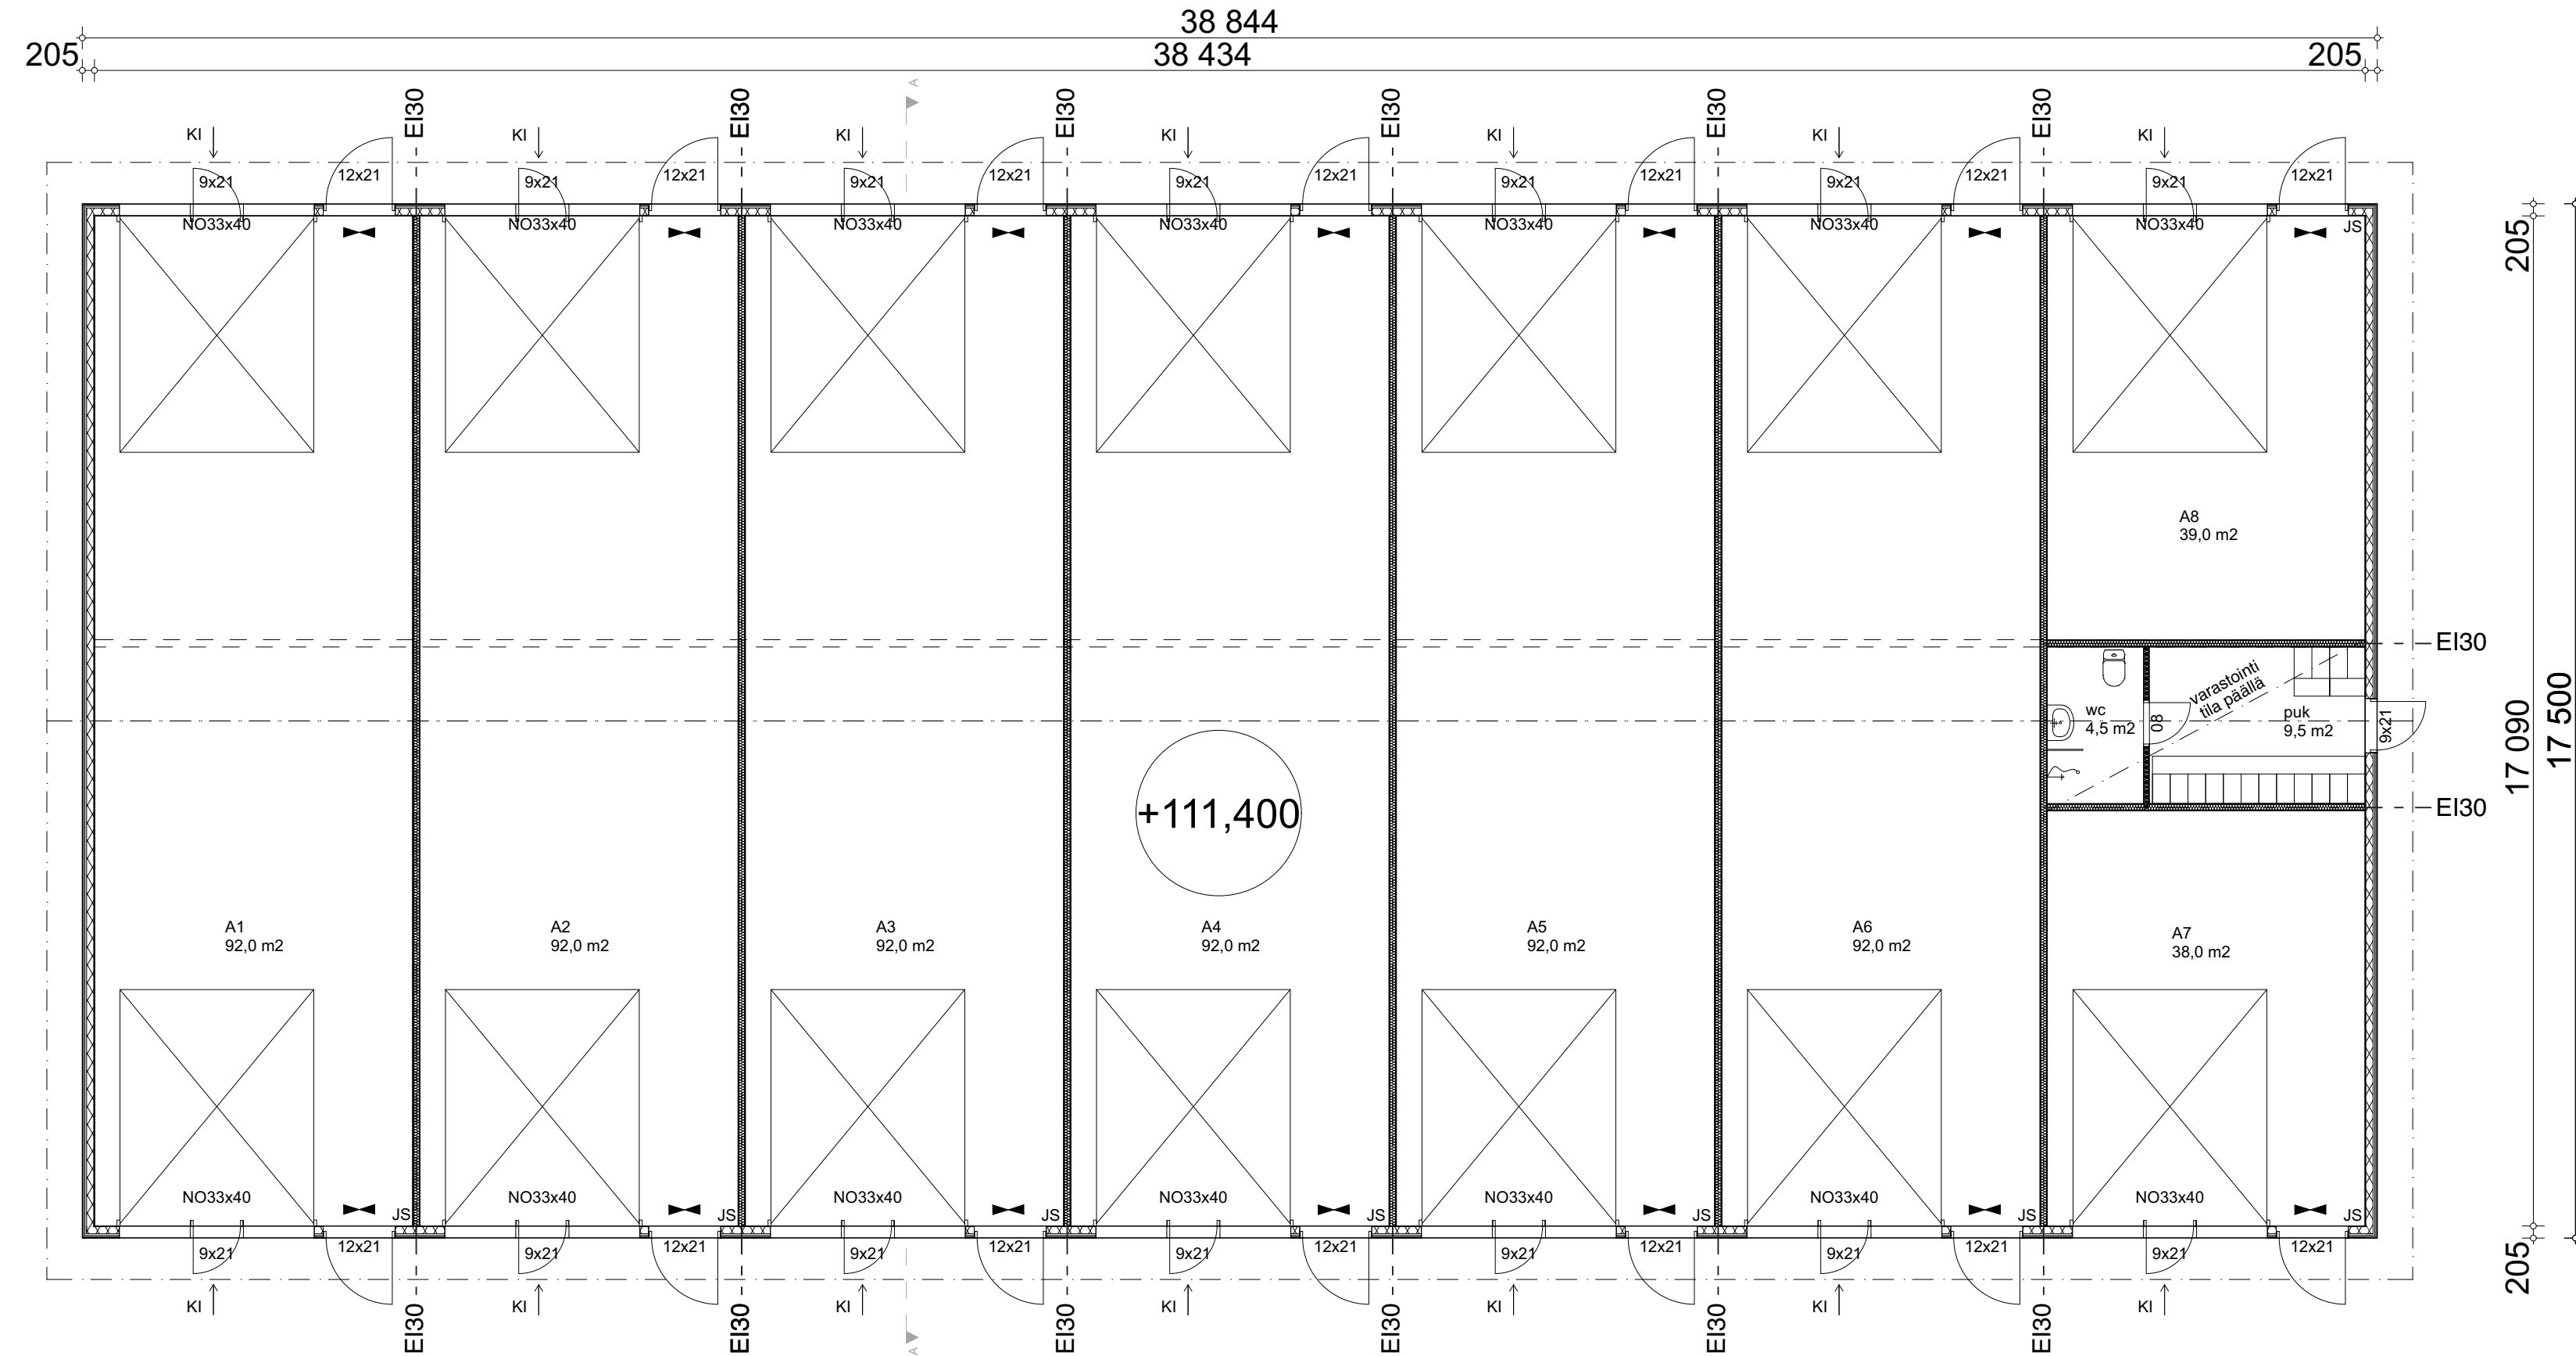 38 844
205 38 434 205
EI30 EI30 A EI30 EI30 EI30 EI30
KI KI KI KI KI KI KI
9x21 12x21 9x21 12x21 9x21 12x21 9x21 12x21 9x21 12x21 9x21 12x21 9x21 12x21
NO33x40 NO33x40 NO33x40 NO33x40 NO33x40 NO33x40 NO33x40 JS
205
A8
39,0 m2
EI30
varastointi
tila päällä
wc
4,5 m2
08
puk
9,5 m2
9x21
17 090
17 500
EI30
+111,400
A1
92,0 m2
A2
92,0 m2
A3
92,0 m2
A4
92,0 m2
A5
92,0 m2
A6
92,0 m2
A7
38,0 m2
NO33x40 NO33x40 NO33x40 NO33x40 NO33x40 NO33x40 NO33x40
JS JS JS JS JS JS JS
9x21 12x21 9x21 12x21 9x21 12x21 9x21 12x21 9x21 12x21 9x21 12x21 9x21 12x21
205
KI KI KI KI KI KI KI
EI30 EI30 A EI30 EI30 EI30 EI30